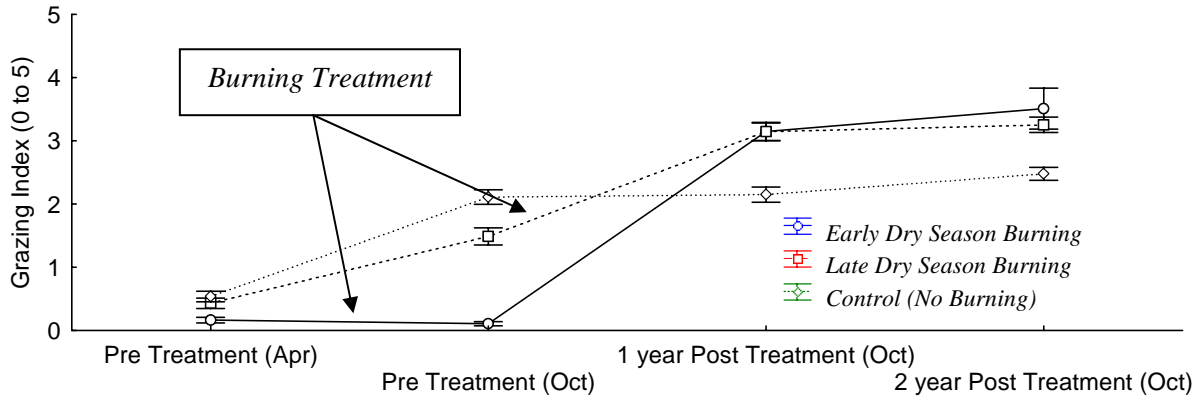 5
4
3
2
1
0
Grazing Index (0 to 5)
Burning Treatment
Early Dry Season Burning
Late Dry Season Burning
Control (No Burning)
Pre Treatment (Apr)
1 year Post Treatment (Oct)
Pre Treatment (Oct)
2 year Post Treatment (Oct)